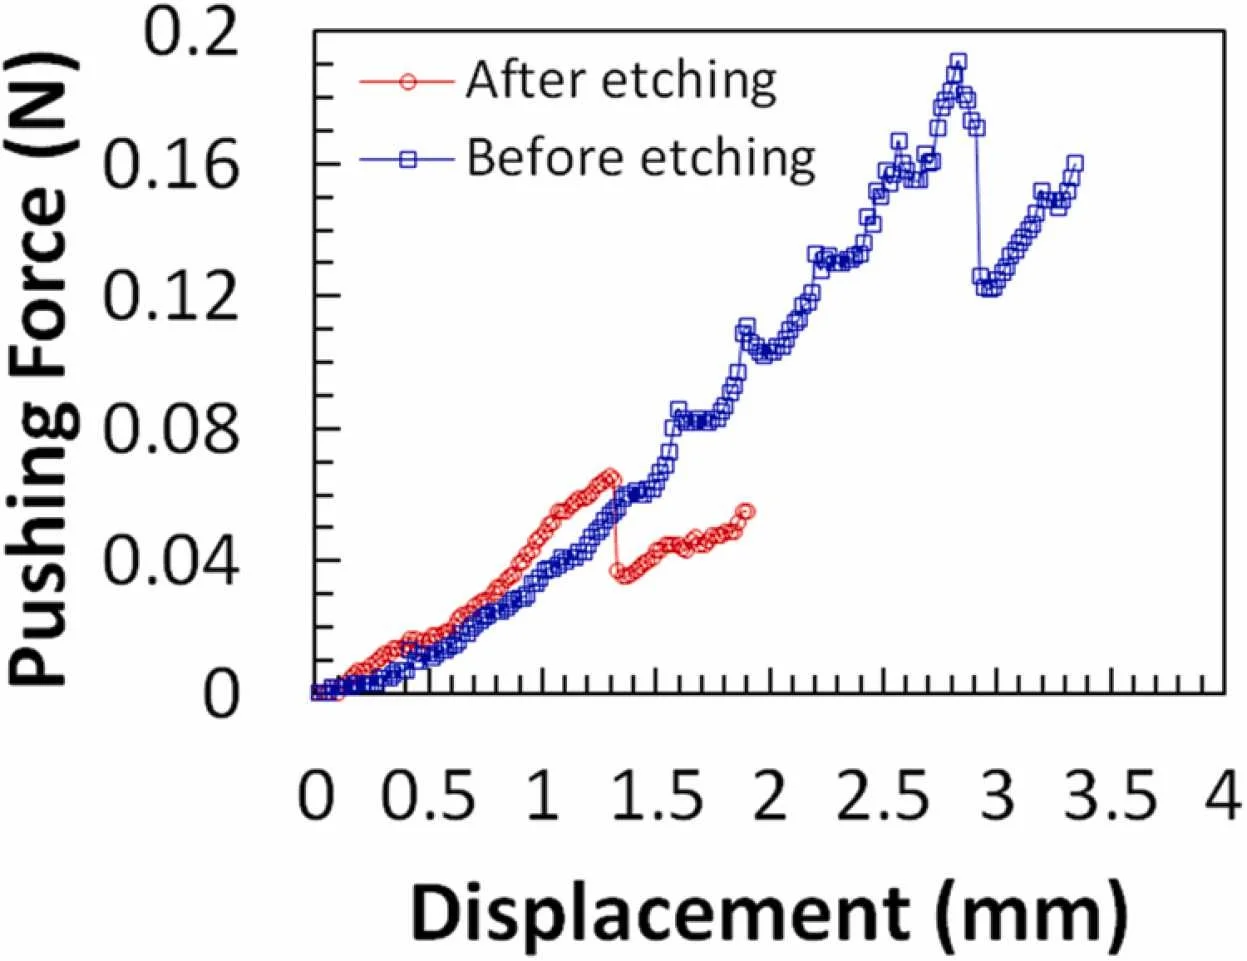 Pushing Force (N)
0.2
0.16
0.12
0.08
0.04
0
After etching
Before etching
0 0.5 1 1.5 2 2.5 3 3.5 4
Displacement (mm)